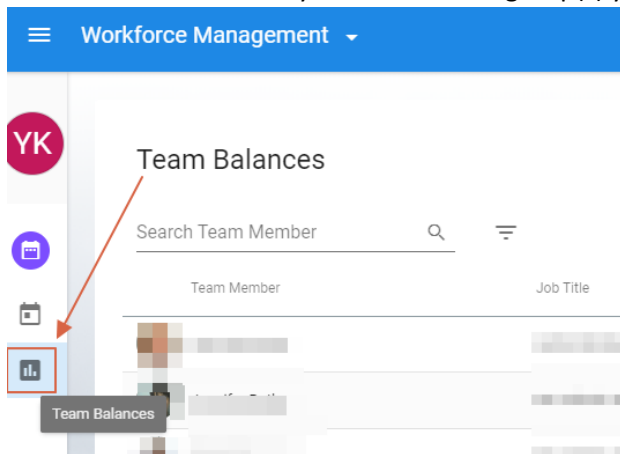 Workforce Management
YK
Team Balances
Search Team Member
Team Member
Job Title
Team Balances